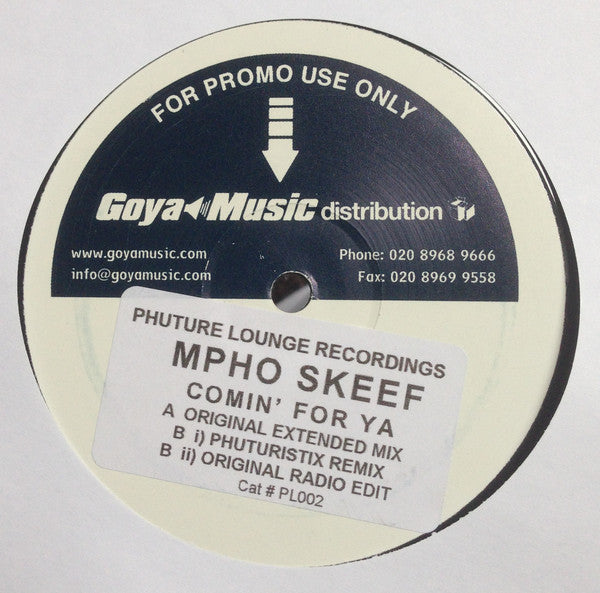 FOR PROMO USE ONLY
Goya Music distribution
www.goyamusic.com
Phone: 020 8968 9666
info@goyamusic.com
Fax: 020 8969 9558
PHUTURE LOUNGE RECORDINGS
MPHO SKEEF
COMIN' FOR YA
A ORIGINAL EXTENDED MIX
B i) PHUTURISTIX REMIX
B ii) ORIGINAL RADIO EDIT
Cat # PL002